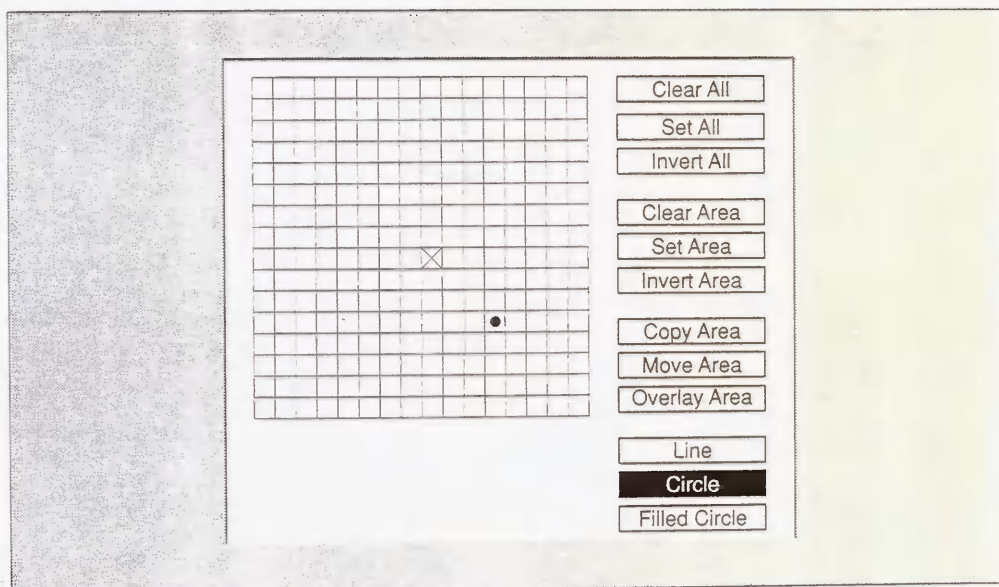 Clear All
Set All
Invert All
Clear Area
Set Area
Invert Area
Copy Area
Move Area
Overlay Area
Line
Circle
Filled Circle